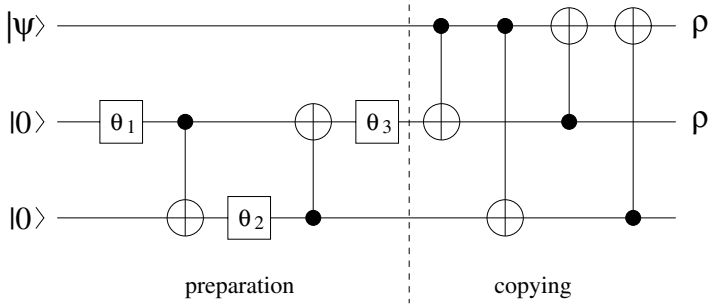 |ψ⟩ ρ
|0⟩ θ1 θ3 ρ
|0⟩ θ2
preparation copying